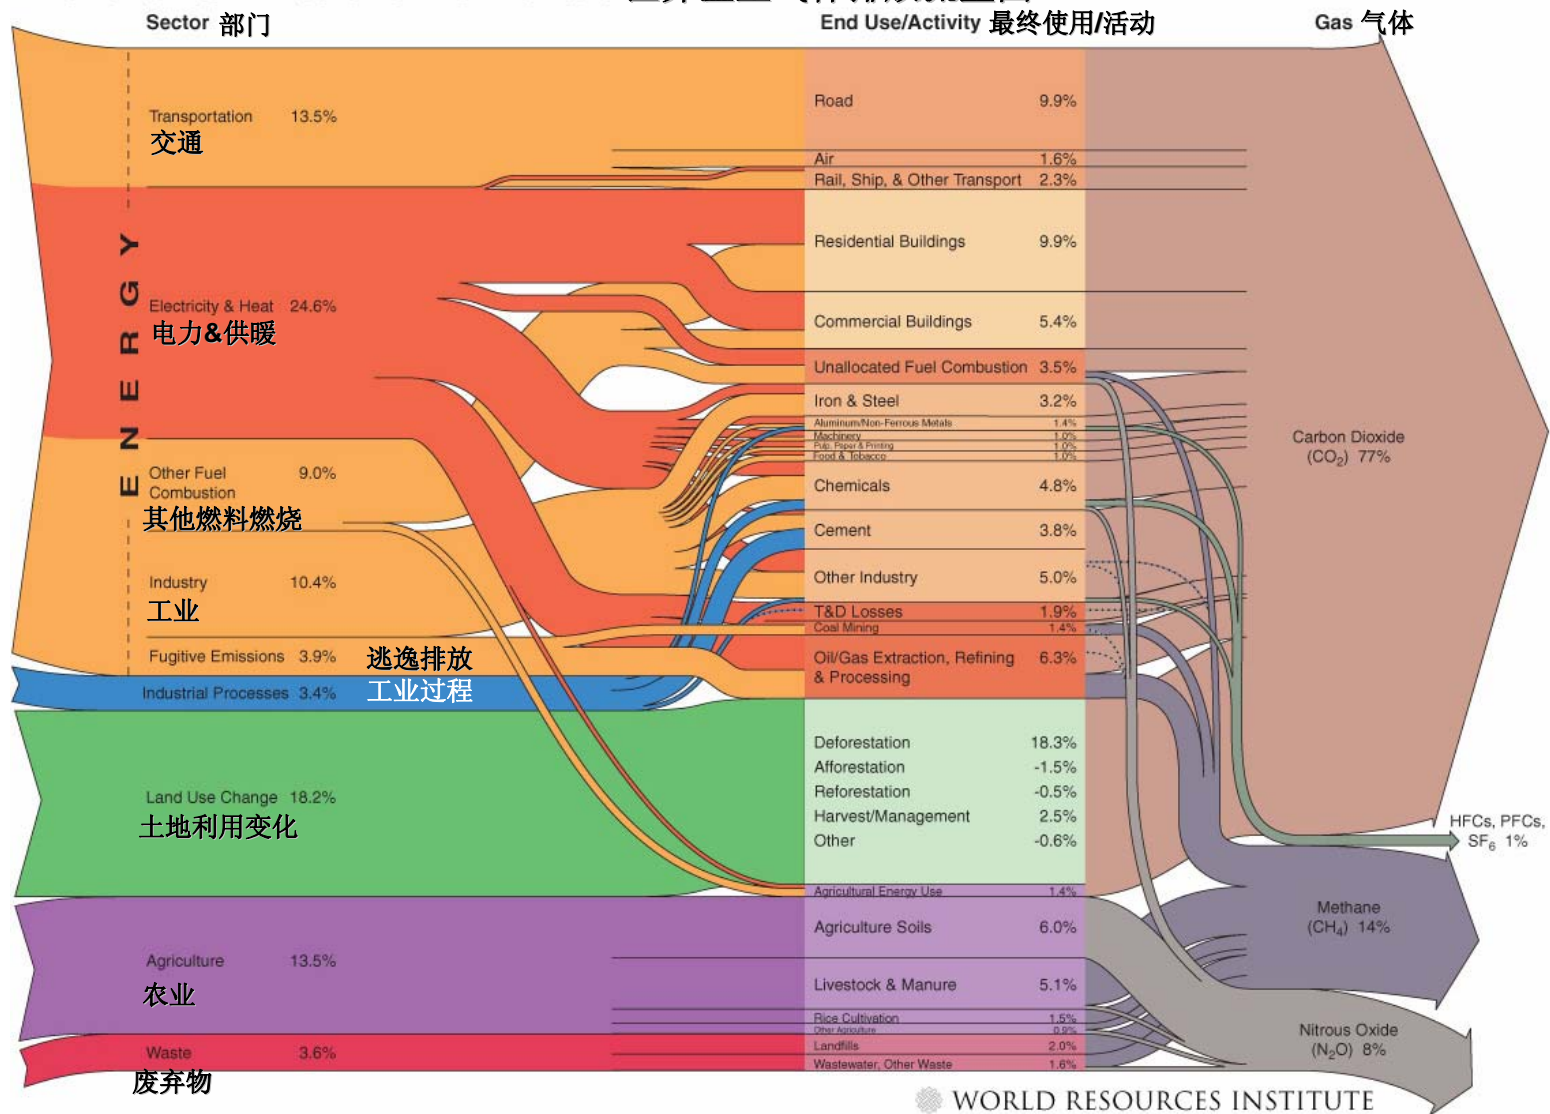 Sector 部门
End Use/Activity 最终使用/活动
Gas 气体
ENERGY
Transportation 13.5%
交通
Electricity & Heat 24.6%
电力&供暖
Other Fuel
Combustion 9.0%
其他燃料燃烧
Industry 10.4%
工业
Fugitive Emissions 3.9% 逃逸排放
Industrial Processes 3.4% 工业过程
Land Use Change 18.2%
土地利用变化
Agriculture 13.5%
农业
Waste 3.6%
废弃物
Road 9.9%
Air 1.6%
Rail, Ship, & Other Transport 2.3%
Residential Buildings 9.9%
Commercial Buildings 5.4%
Unallocated Fuel Combustion 3.5%
Iron & Steel 3.2%
Aluminum/Non-Ferrous Metals 1.4%
Machinery 1.0%
Pulp, Paper & Printing 1.0%
Food & Tobacco 1.0%
Chemicals 4.8%
Cement 3.8%
Other Industry 5.0%
T&D Losses 1.9%
Coal Mining 1.4%
Oil/Gas Extraction, Refining
& Processing 6.3%
Deforestation 18.3%
Afforestation -1.5%
Reforestation -0.5%
Harvest/Management 2.5%
Other -0.6%
Agricultural Energy Use 1.4%
Agriculture Soils 6.0%
Livestock & Manure 5.1%
Rice Cultivation 1.5%
Other Agriculture 0.9%
Landfills 2.0%
Wastewater, Other Waste 1.6%
Carbon Dioxide
(CO₂) 77%
HFCs, PFCs,
SF₆ 1%
Methane
(CH₄) 14%
Nitrous Oxide
(N₂O) 8%
WORLD RESOURCES INSTITUTE